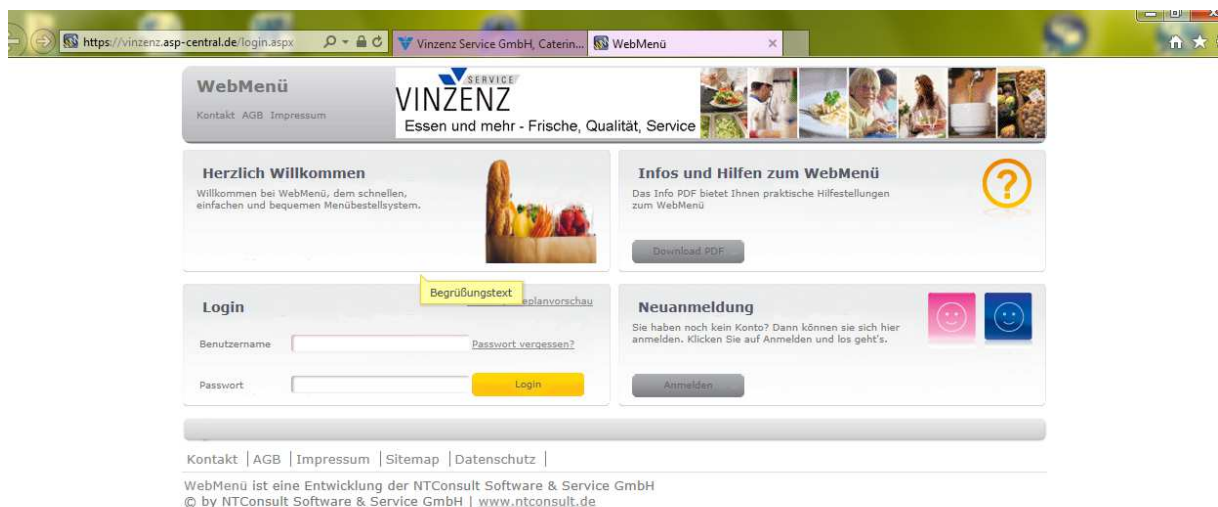 https://vinzenz.asp-central.de/login.aspx
Vinzenz Service GmbH, Caterin...
WebMenü
WebMenü
Kontakt AGB Impressum
SERVICE
VINZENZ
Essen und mehr - Frische, Qualität, Service
Herzlich Willkommen
Willkommen bei WebMenü, dem schnellen,
einfachen und bequemen Menübestellsystem.
Infos und Hilfen zum WebMenü
Das Info PDF bietet Ihnen praktische Hilfestellungen
zum WebMenü
Download PDF
Begrüßungstext
Login
eplanvorschau
Benutzername
Passwort vergessen?
Passwort
Login
Neuanmeldung
Sie haben noch kein Konto? Dann können sie sich hier
anmelden. Klicken Sie auf Anmelden und los geht's.
Anmelden
Kontakt | AGB | Impressum | Sitemap | Datenschutz |
WebMenü ist eine Entwicklung der NTConsult Software & Service GmbH
© by NTConsult Software & Service GmbH | www.ntconsult.de